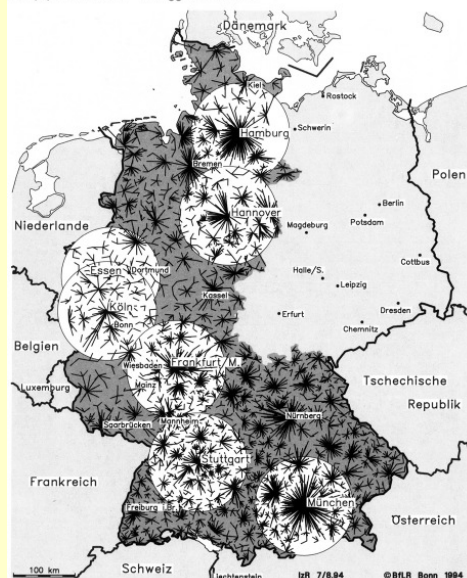 Dänemark
Kiel
Rostock
Hamburg
Schwerin
Bremen
Polen
Hannover
Berlin
Niederlande
Magdeburg
Potsdam
Essen
Dortmund
Cottbus
Halle/S.
Leipzig
Kassel
Köln
Bonn
Erfurt
Dresden
Chemnitz
Belgien
Wiesbaden
Frankfurt M.
Tschechische
Republik
Luxemburg
Mainz
Saarbrücken
Mannheim
Nürnberg
Frankreich
Stuttgart
Freiburg i.Br.
München
Österreich
100 km
Schweiz
Liechtenstein
IzR 7/8.94
©BfLR Bonn 1994